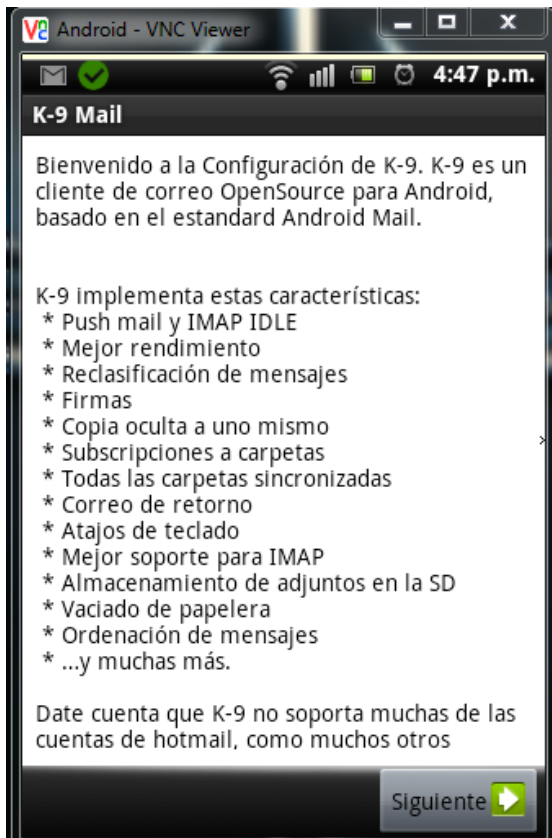 Android - VNC Viewer
4:47 p.m.
K-9 Mail
Bienvenido a la Configuración de K-9. K-9 es un
cliente de correo OpenSource para Android,
basado en el estandard Android Mail.
K-9 implementa estas características:
* Push mail y IMAP IDLE
* Mejor rendimiento
* Reclasificación de mensajes
* Firmas
* Copia oculta a uno mismo
* Subscripciones a carpetas
* Todas las carpetas sincronizadas
* Correo de retorno
* Atajos de teclado
* Mejor soporte para IMAP
* Almacenamiento de adjuntos en la SD
* Vaciado de papelera
* Ordenación de mensajes
* ...y muchas más.
Date cuenta que K-9 no soporta muchas de las
cuentas de hotmail, como muchos otros
Siguiente